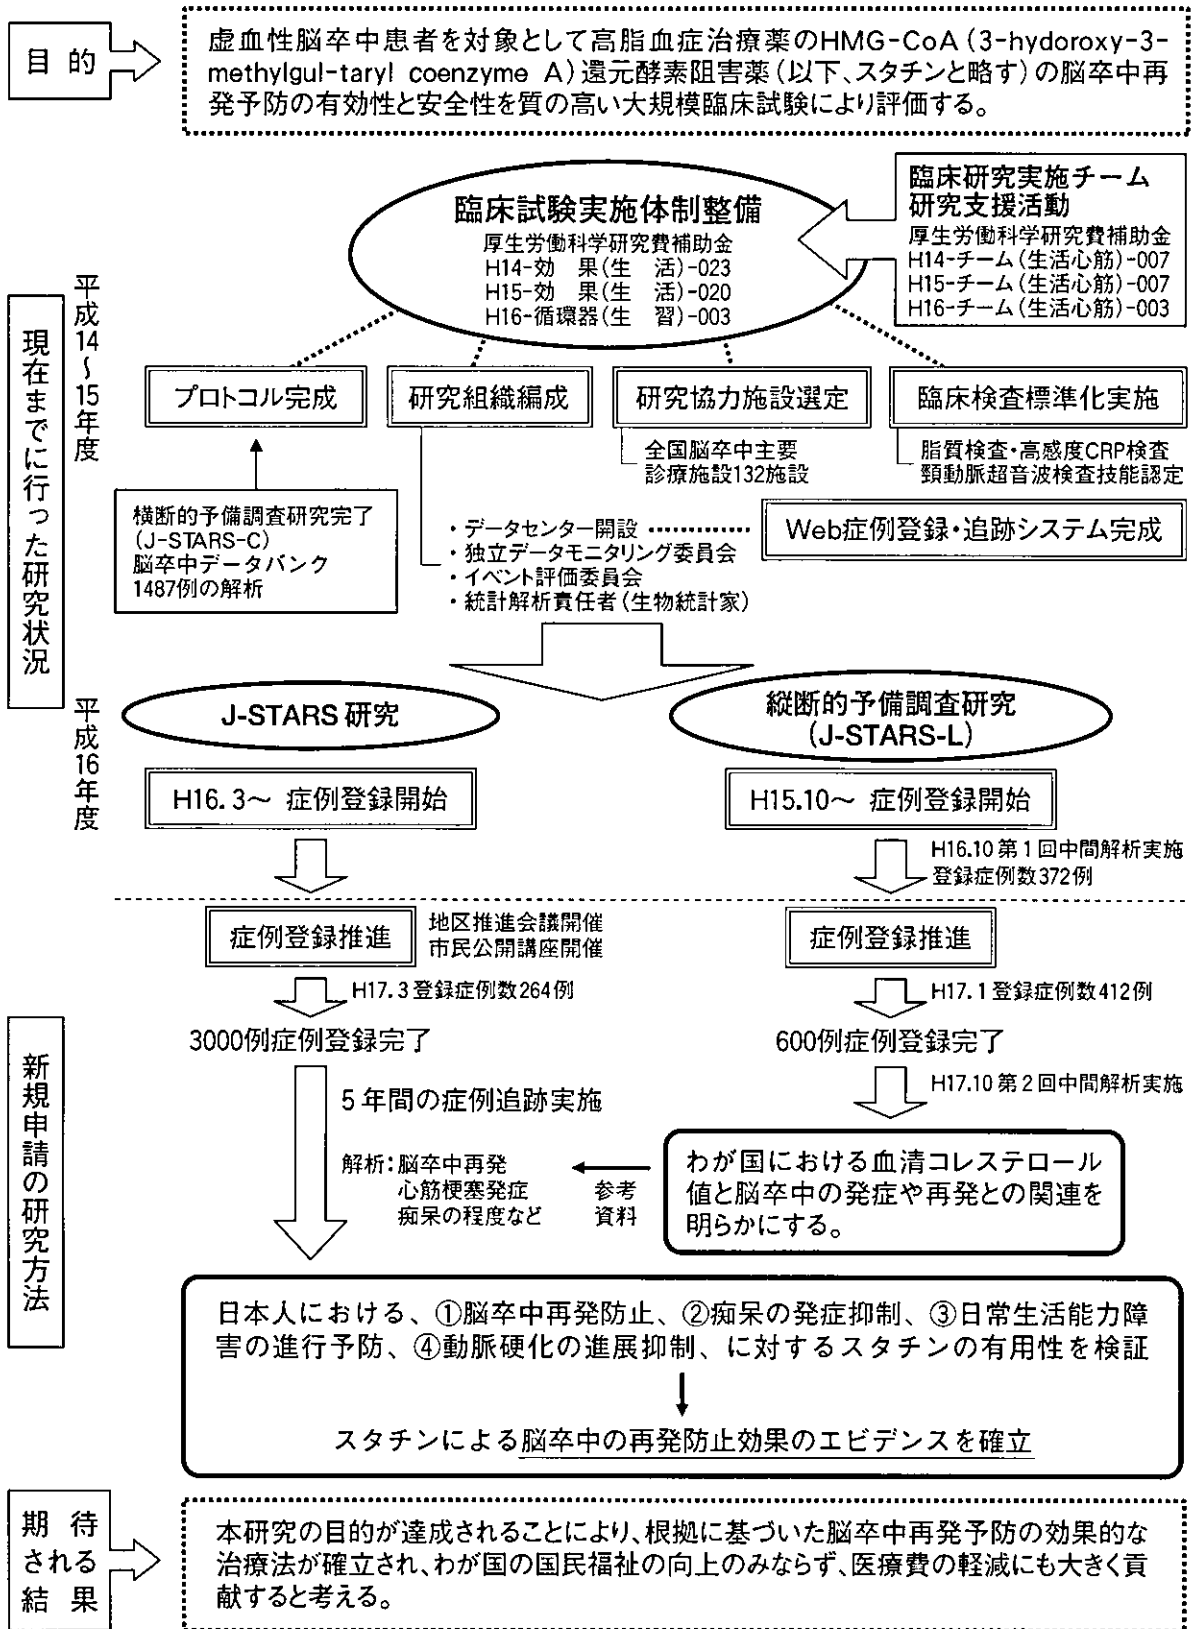 目 的
虚血性脳卒中患者を対象として高脂血症治療薬のHMG-CoA(3-hydoroxy-3-
methylgul-taryl coenzyme A)還元酵素阻害薬(以下、スタチンと略す)の脳卒中再
発予防の有効性と安全性を質の高い大規模臨床試験により評価する。
臨床試験実施体制整備
厚生労働科学研究費補助金
H14-効 果(生 活)-023
H15-効 果(生 活)-020
H16-循環器(生 習)-003
臨床研究実施チーム
研究支援活動
厚生労働科学研究費補助金
H14-チーム(生活心筋)-007
H15-チーム(生活心筋)-007
H16-チーム(生活心筋)-003
現在までに行った研究状況
平成14~15年度
プロトコル完成
研究組織編成
研究協力施設選定
臨床検査標準化実施
全国脳卒中主要
診療施設132施設
脂質検査・高感度CRP検査
頸動脈超音波検査技能認定
横断的予備調査研究完了
(J-STARS-C)
脳卒中データバンク
1487例の解析
・データセンター開設
・独立データモニタリング委員会
・イベント評価委員会
・統計解析責任者(生物統計家)
Web症例登録・追跡システム完成
平成16年度
J-STARS 研究
縦断的予備調査研究
(J-STARS-L)
H16.3~ 症例登録開始
H15.10~ 症例登録開始
H16.10 第1回中間解析実施
登録症例数372例
新規申請の研究方法
症例登録推進
地区推進会議開催
市民公開講座開催
症例登録推進
H17.3 登録症例数264例
H17.1 登録症例数412例
3000例症例登録完了
600例症例登録完了
H17.10 第2回中間解析実施
5年間の症例追跡実施
解析:脳卒中再発
心筋梗塞発症
痴呆の程度など
参考
資料
わが国における血清コレステロール
値と脳卒中の発症や再発との関連を
明らかにする。
日本人における、①脳卒中再発防止、②痴呆の発症抑制、③日常生活能力障
害の進行予防、④動脈硬化の進展抑制、に対するスタチンの有用性を検証
スタチンによる脳卒中の再発防止効果のエビデンスを確立
期 待
される
結 果
本研究の目的が達成されることにより、根拠に基づいた脳卒中再発予防の効果的な
治療法が確立され、わが国の国民福祉の向上のみならず、医療費の軽減にも大きく貢
献すると考える。